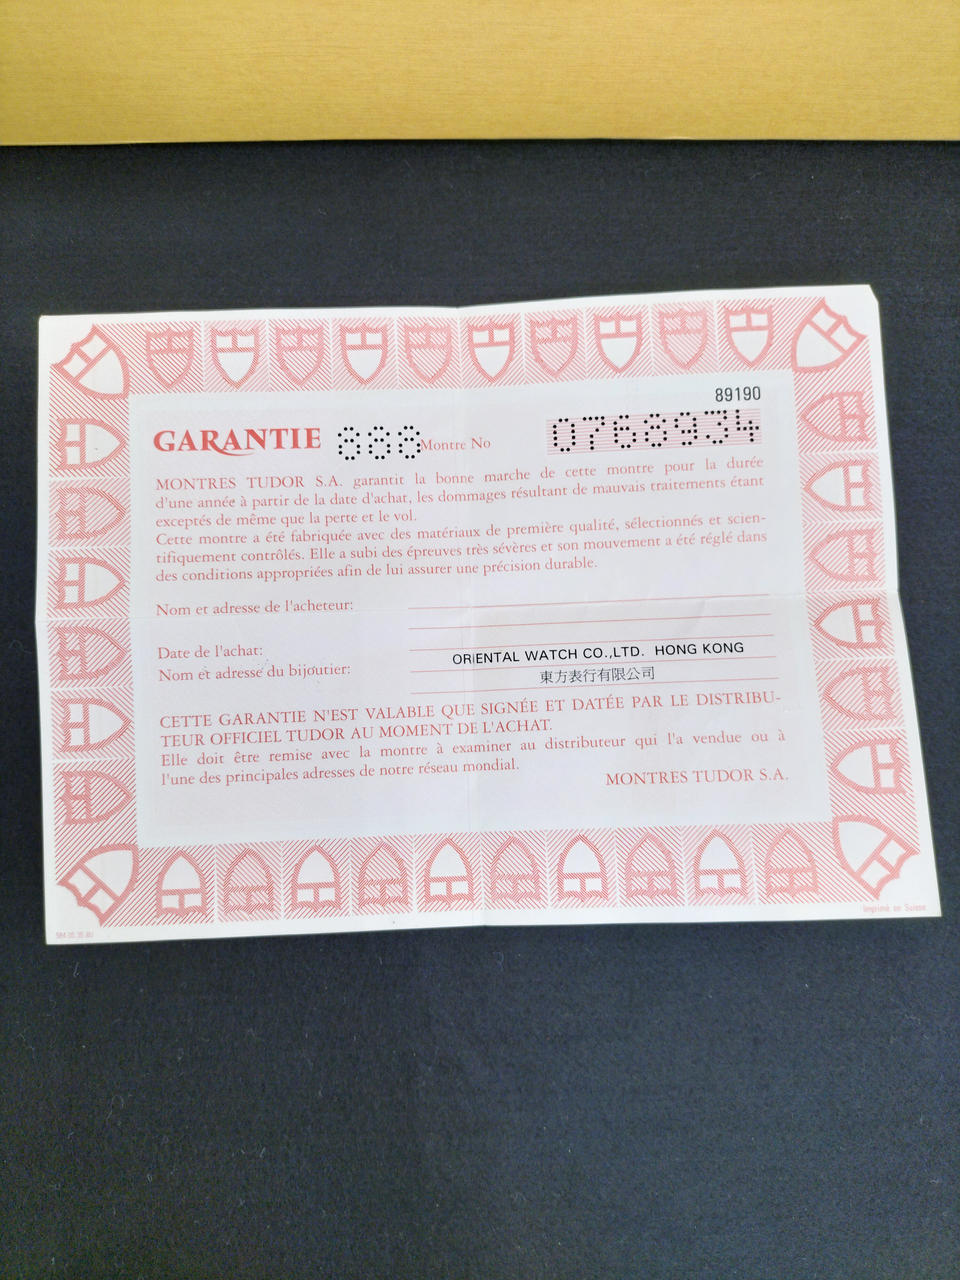 89190
GARANTIE 888 Montre No 0768934
MONTRES TUDOR S.A. garantit la bonne marche de cette montre pour la durée
d'une année à partir de la date d'achat, les dommages résultant de mauvais traitements étant
exceptés de même que la perte et le vol.
Cette montre a été fabriquée avec des matériaux de première qualité, sélectionnés et scien-
tifiquement contrôlés. Elle a subi des épreuves très sévères et son mouvement a été réglé dans
des conditions appropriées afin de lui assurer une précision durable.
Nom et adresse de l'acheteur:
Date de l'achat:
Nom et adresse du bijoutier: ORIENTAL WATCH CO.,LTD. HONG KONG
東方表行有限公司
CETTE GARANTIE N'EST VALABLE QUE SIGNÉE ET DATÉE PAR LE DISTRIBU-
TEUR OFFICIEL TUDOR AU MOMENT DE L'ACHAT.
Elle doit être remise avec la montre à examiner au distributeur qui l'a vendue ou à
l'une des principales adresses de notre réseau mondial.
MONTRES TUDOR S.A.
Imprimé en Suisse